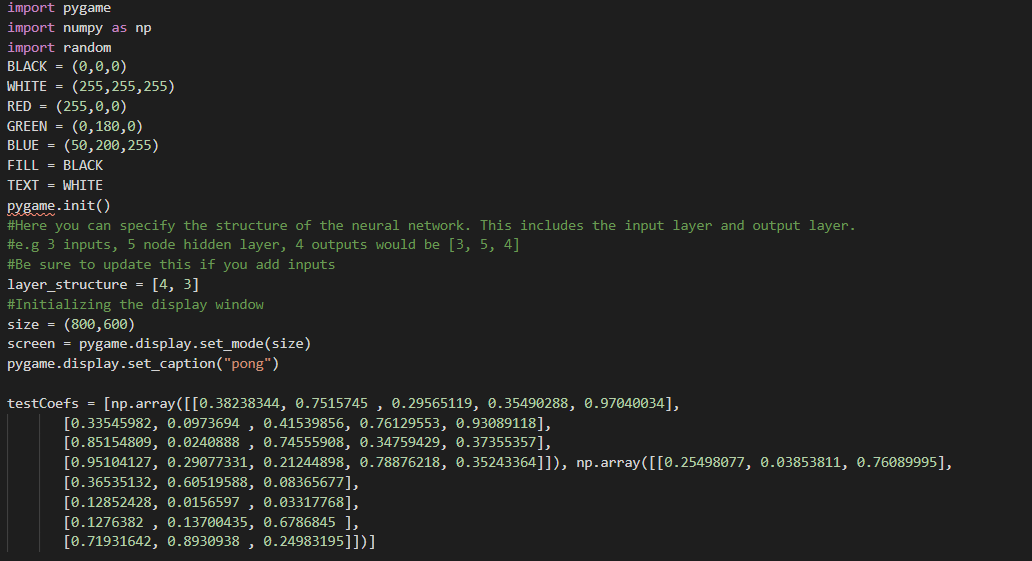 import pygame
import numpy as np
import random
BLACK = (0,0,0)
WHITE = (255,255,255)
RED = (255,0,0)
GREEN = (0,180,0)
BLUE = (50,200,255)
FILL = BLACK
TEXT = WHITE
pygame.init()
#Here you can specify the structure of the neural network. This includes the input layer and output layer.
#e.g 3 inputs, 5 node hidden layer, 4 outputs would be [3, 5, 4]
#Be sure to update this if you add inputs
layer_structure = [4, 3]
#Initializing the display window
size = (800,600)
screen = pygame.display.set_mode(size)
pygame.display.set_caption("pong")

testCoefs = [np.array([[0.38238344, 0.7515745 , 0.29565119, 0.35490288, 0.97040034],
       [0.33545982, 0.0973694 , 0.41539856, 0.76129553, 0.93089118],
       [0.85154809, 0.0240888 , 0.74555908, 0.34759429, 0.37355357],
       [0.95104127, 0.29077331, 0.21244898, 0.78876218, 0.35243364]]), np.array([[0.25498077, 0.03853811, 0.76089995],
       [0.36535132, 0.60519588, 0.08365677],
       [0.12852428, 0.0156597 , 0.03317768],
       [0.1276382 , 0.13700435, 0.6786845 ],
       [0.71931642, 0.8930938 , 0.24983195]])]